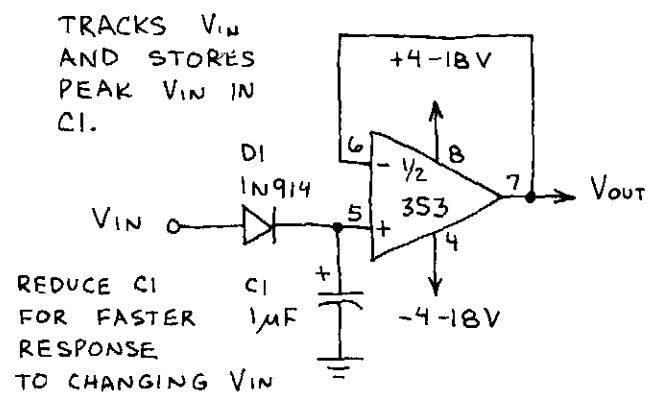 TRACKS VIN
AND STORES
PEAK VIN IN
C1.
+4-18V
6
-
1/2
8
D1
1N914
353
7
VOUT
VIN
5
+
4
+
C1
1µF
-4-18V
REDUCE C1
FOR FASTER
RESPONSE
TO CHANGING VIN